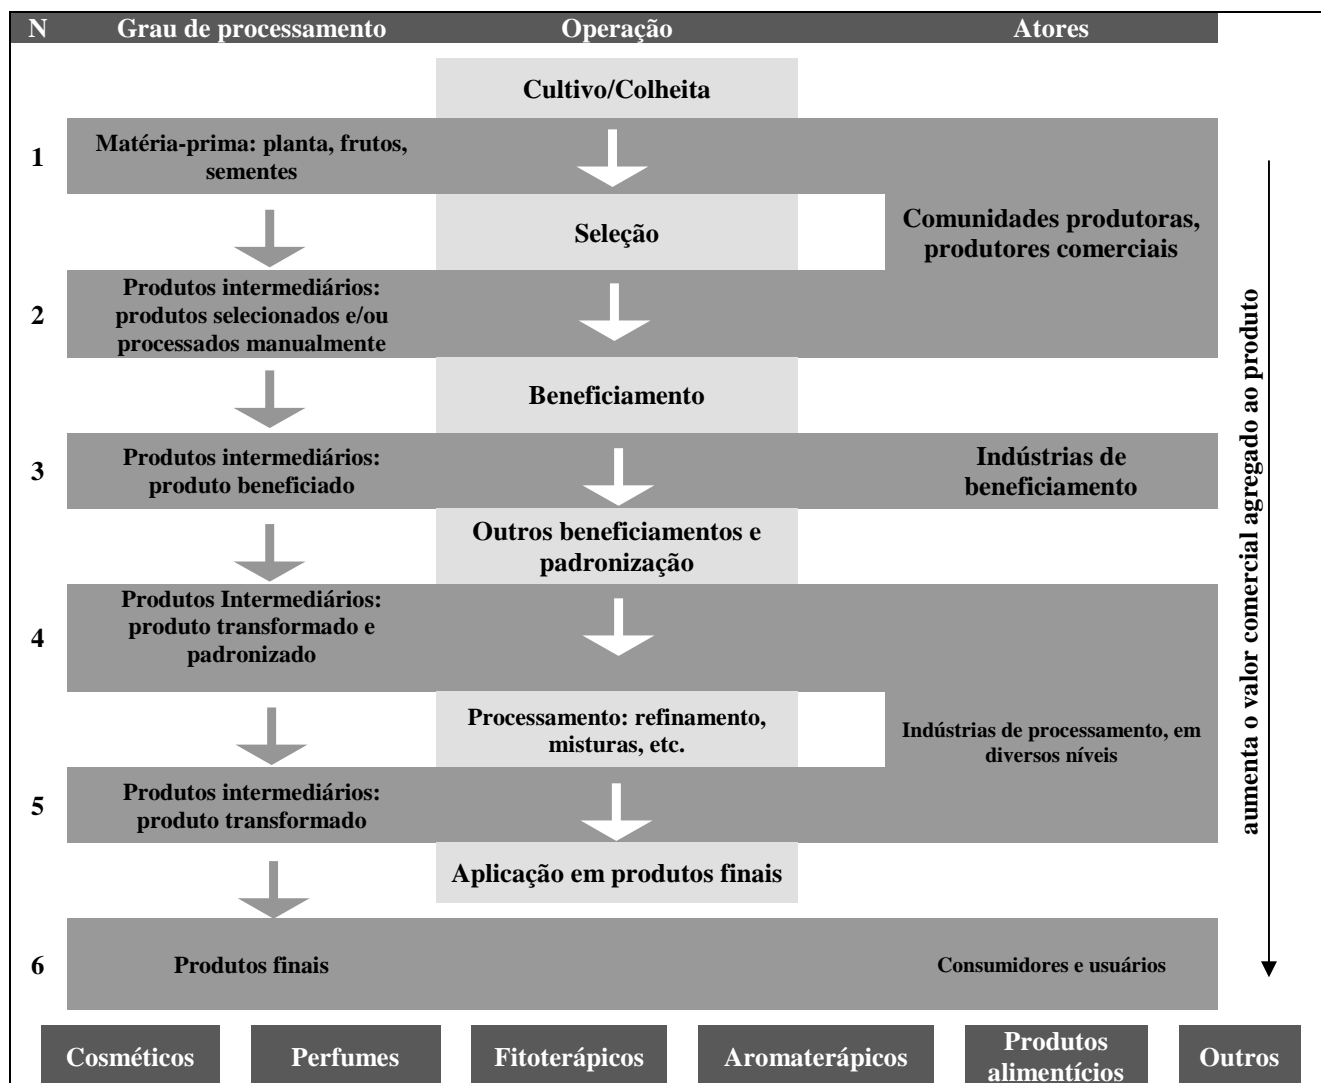 N Grau de processamento Operação Atores
Cultivo/Colheita
1
Matéria-prima: planta, frutos,
sementes
Seleção
Comunidades produtoras,
produtores comerciais
2
Produtos intermediários:
produtos selecionados e/ou
processados manualmente
Beneficiamento
3
Produtos intermediários:
produto beneficiado
Indústrias de
beneficiamento
Outros beneficiamentos e
padronização
4
Produtos Intermediários:
produto transformado e
padronizado
Processamento: refinamento,
misturas, etc.
Indústrias de processamento, em
diversos níveis
5
Produtos intermediários:
produto transformado
Aplicação em produtos finais
6
Produtos finais
Consumidores e usuários
aumenta o valor comercial agregado ao produto
Cosméticos
Perfumes
Fitoterápicos
Aromaterápicos
Produtos
alimentícios
Outros